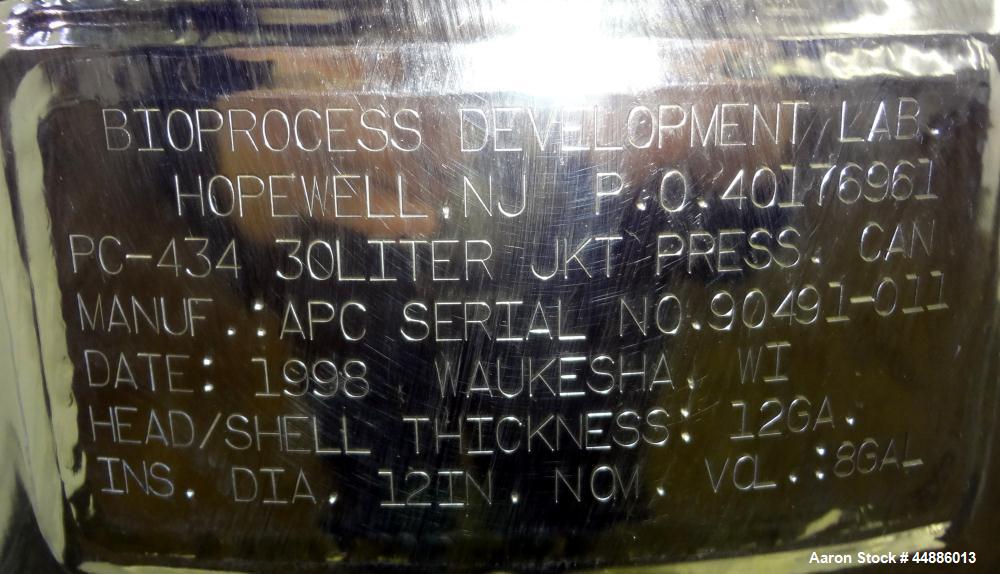 BIOPROCESS DEVELOPMENT LAB.
HOPEWELL, NJ P.O. 40176961
PC-434 30LITER JKT PRESS. CAN
MANUF.: APC SERIAL NO. 90491-011
DATE: 1998 WAUKESHA, WI
HEAD/SHELL THICKNESS: 12GA.
INS. DIA. 12IN. NOM. VOL.: 8GAL
Aaron Stock # 44886013